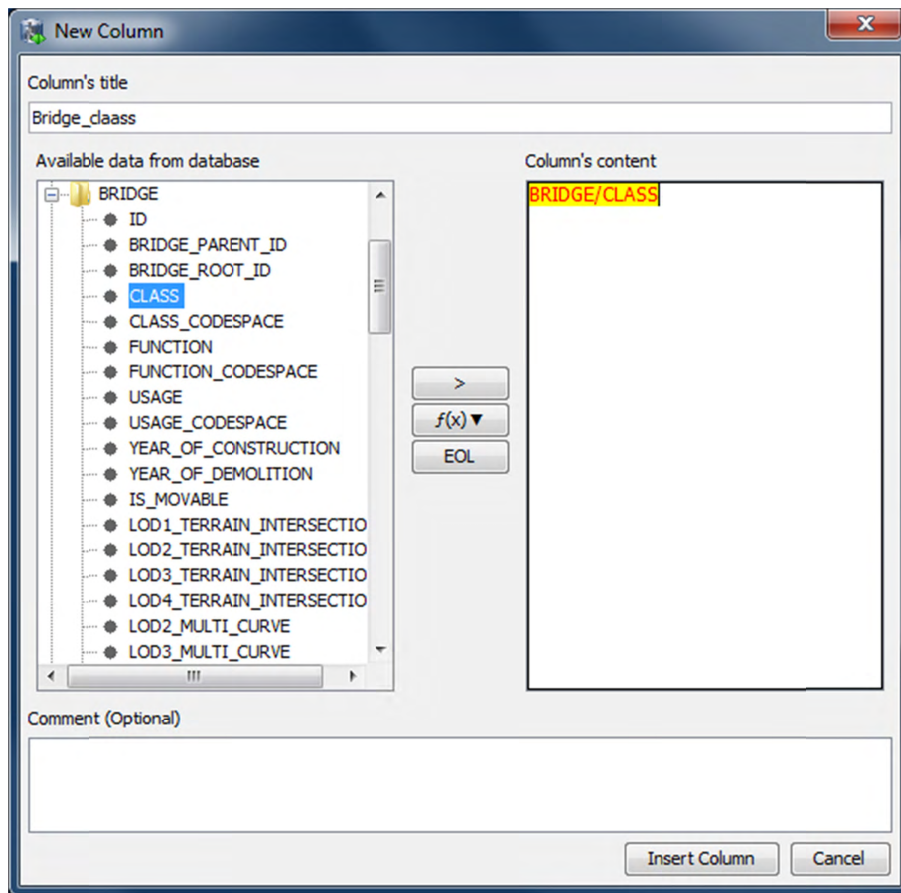 New Column
Column's title
Bridge_claass
Available data from database
Column's content
BRIDGE
BRIDGE/CLASS
ID
BRIDGE_PARENT_ID
BRIDGE_ROOT_ID
CLASS
CLASS_CODESPACE
FUNCTION
FUNCTION_CODESPACE
USAGE
USAGE_CODESPACE
YEAR_OF_CONSTRUCTION
YEAR_OF_DEMOLITION
IS_MOVABLE
LOD1_TERRAIN_INTERSECTIO
LOD2_TERRAIN_INTERSECTIO
LOD3_TERRAIN_INTERSECTIO
LOD4_TERRAIN_INTERSECTIO
LOD2_MULTI_CURVE
LOD3_MULTI_CURVE
>
f(x) ▼
EOL
Comment (Optional)
Insert Column
Cancel